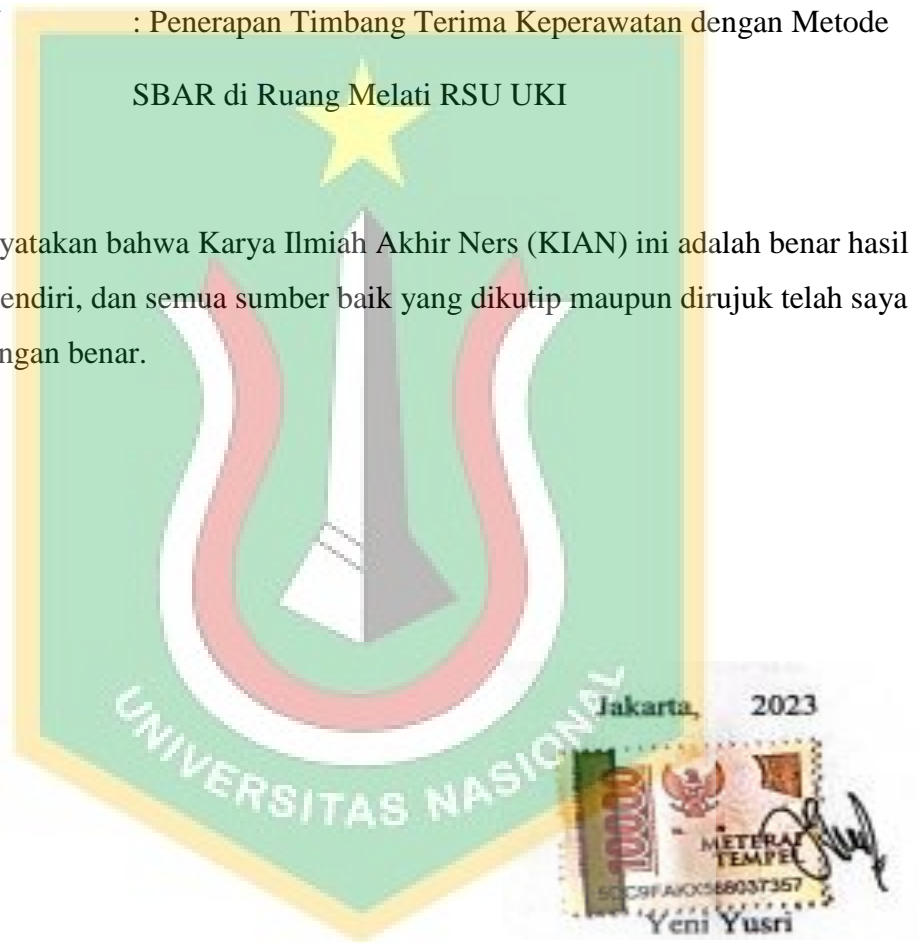 : Penerapan Timbang Terima Keperawatan dengan Metode
SBAR di Ruang Melati RSU UKI
yatakan bahwa Karya Ilmiah Akhir Ners (KIAN) ini adalah benar hasil
endiri, dan semua sumber baik yang dikutip maupun dirujuk telah saya
ngan benar.
UNIVERSITAS NASIONAL
Jakarta, 2023
10000
METERAI
TEMPEL
Yeni Yusri